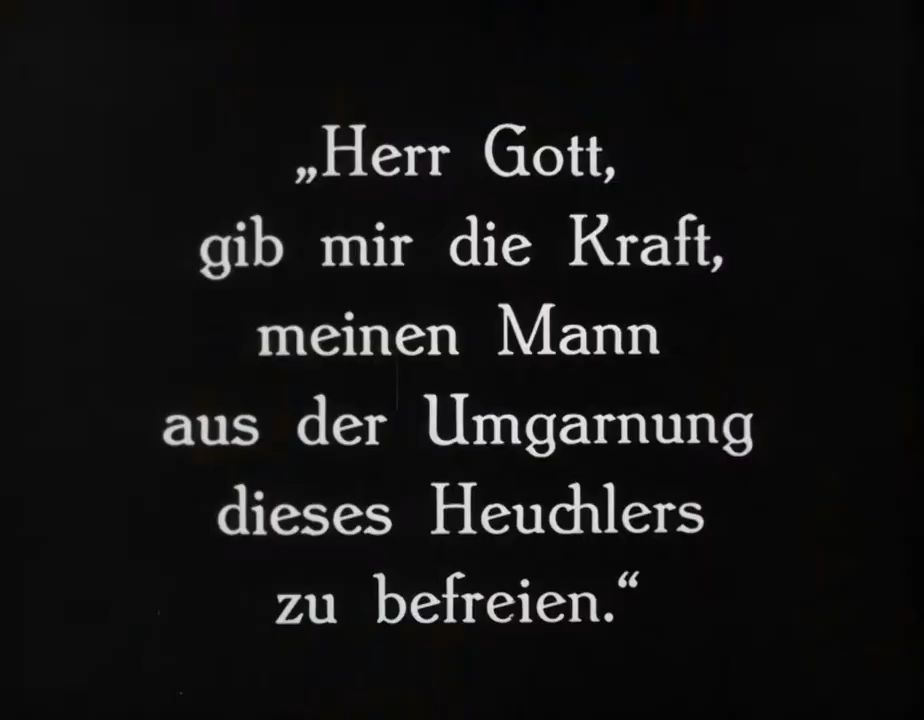 „Herr Gott,
gib mir die Kraft,
meinen Mann
aus der Umgarnung
dieses Heuchlers
zu befreien.“